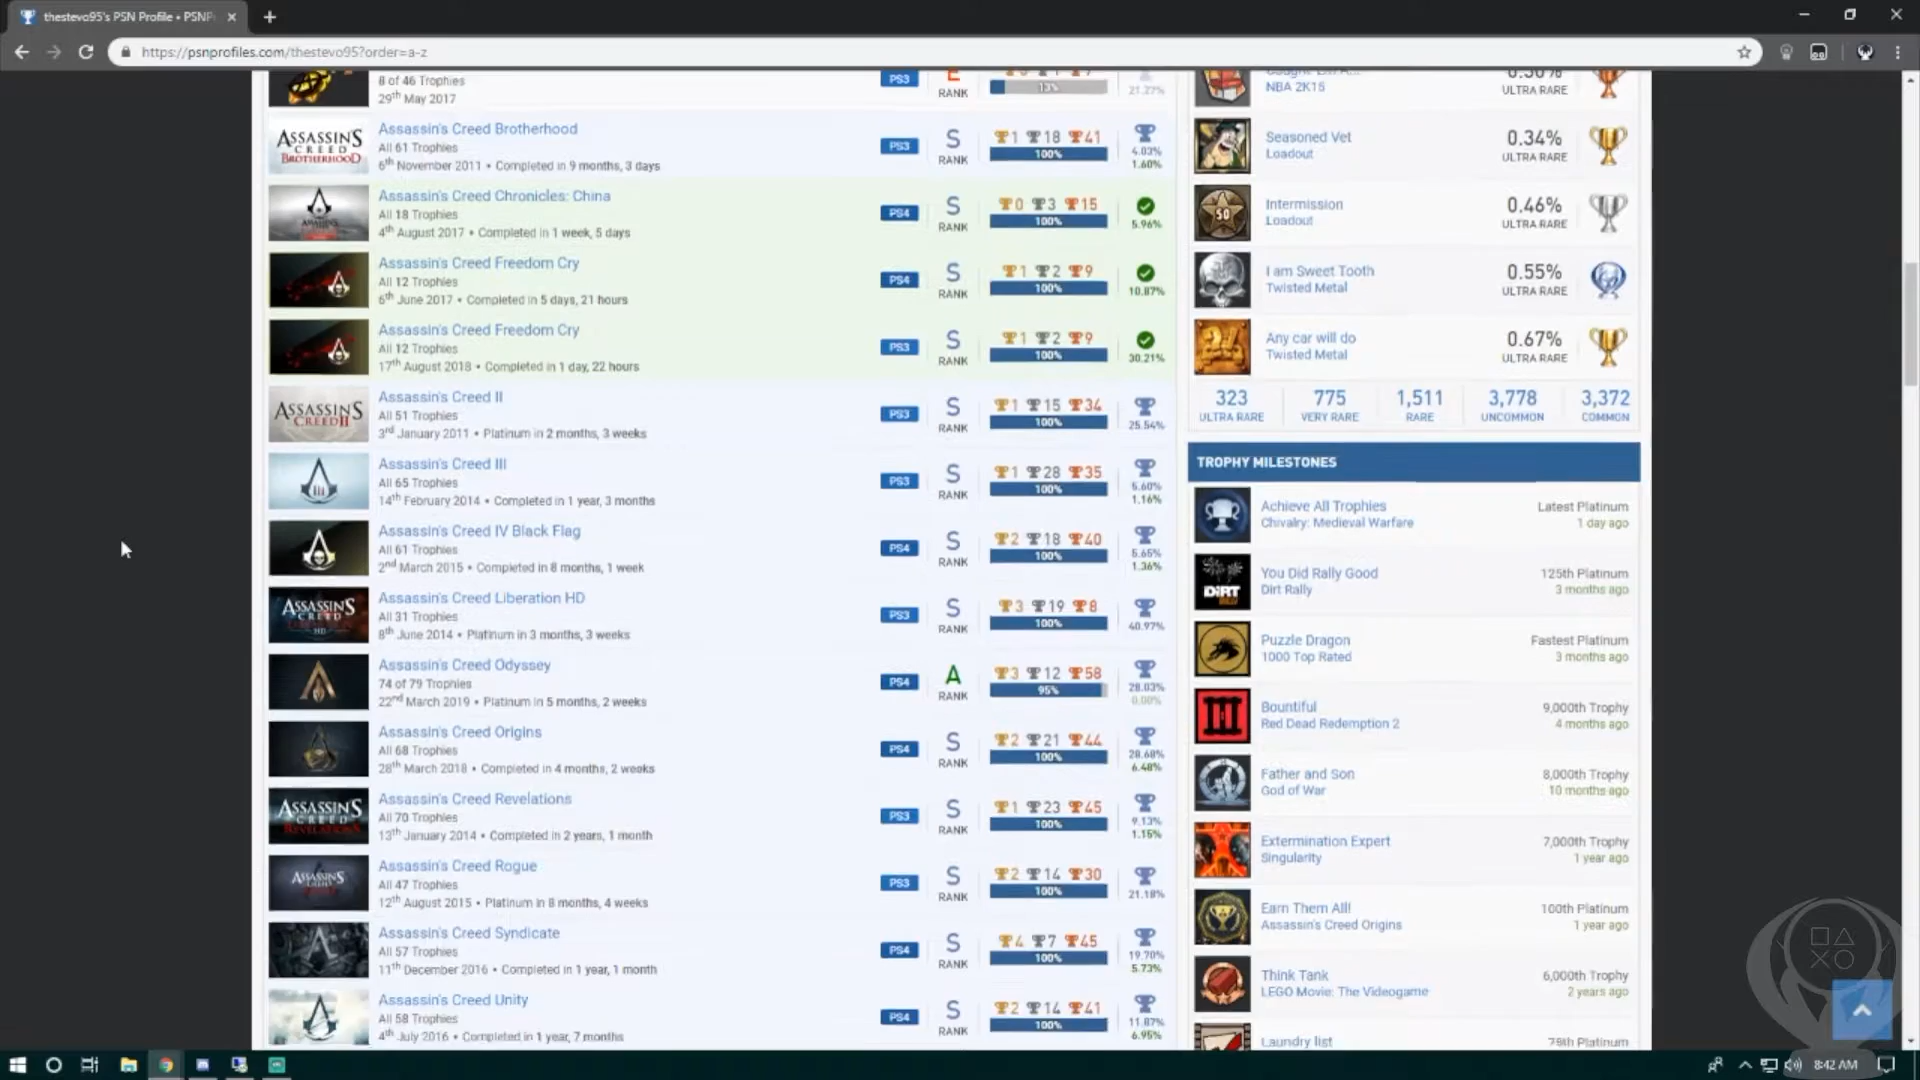 thestevo95's PSN Profile • PSNP
https://psnprofiles.com/thestevo95?order=a-z
8 of 46 Trophies
29th May 2017
PS3
E
RANK
13%
21.27%
ASSASSIN'S CREED BROTHERHOOD
Assassin's Creed Brotherhood
All 61 Trophies
6th November 2011 • Completed in 9 months, 3 days
PS3
S
RANK
1 18 41
100%
4.03%
1.60%
Assassin's Creed Chronicles: China
All 18 Trophies
4th August 2017 • Completed in 1 week, 5 days
PS4
S
RANK
0 3 15
100%
5.96%
Assassin's Creed Freedom Cry
All 12 Trophies
6th June 2017 • Completed in 5 days, 21 hours
PS4
S
RANK
1 2 9
100%
10.87%
Assassin's Creed Freedom Cry
All 12 Trophies
17th August 2018 • Completed in 1 day, 22 hours
PS3
S
RANK
1 2 9
100%
30.21%
ASSASSIN'S CREED II
Assassin's Creed II
All 51 Trophies
3rd January 2011 • Platinum in 2 months, 3 weeks
PS3
S
RANK
1 15 34
100%
25.54%
Assassin's Creed III
All 65 Trophies
14th February 2014 • Completed in 1 year, 3 months
PS3
S
RANK
1 28 35
100%
5.60%
1.16%
Assassin's Creed IV Black Flag
All 61 Trophies
2nd March 2015 • Completed in 8 months, 1 week
PS4
S
RANK
2 18 40
100%
5.65%
1.36%
ASSASSIN'S CREED
HD
Assassin's Creed Liberation HD
All 31 Trophies
8th June 2014 • Platinum in 3 months, 3 weeks
PS3
S
RANK
3 19 8
100%
40.97%
Assassin's Creed Odyssey
74 of 79 Trophies
22nd March 2019 • Platinum in 5 months, 2 weeks
PS4
A
RANK
3 12 58
95%
28.03%
0.00%
Assassin's Creed Origins
All 68 Trophies
28th March 2018 • Completed in 4 months, 2 weeks
PS4
S
RANK
2 21 44
100%
28.68%
6.48%
ASSASSIN'S CREED REVELATIONS
Assassin's Creed Revelations
All 70 Trophies
13th January 2014 • Completed in 2 years, 1 month
PS3
S
RANK
1 23 45
100%
9.13%
1.15%
Assassin's Creed Rogue
All 47 Trophies
12th August 2015 • Platinum in 8 months, 4 weeks
PS3
S
RANK
2 14 30
100%
21.18%
Assassin's Creed Syndicate
All 57 Trophies
11th December 2016 • Completed in 1 year, 1 month
PS4
S
RANK
4 7 45
100%
19.70%
5.73%
Assassin's Creed Unity
All 58 Trophies
4th July 2016 • Completed in 1 year, 7 months
PS4
S
RANK
2 14 41
100%
11.87%
6.95%
NBA 2K15
0.30%
ULTRA RARE
Seasoned Vet
Loadout
0.34%
ULTRA RARE
50
Intermission
Loadout
0.46%
ULTRA RARE
I am Sweet Tooth
Twisted Metal
0.55%
ULTRA RARE
Any car will do
Twisted Metal
0.67%
ULTRA RARE
323 775 1,511 3,778 3,372
ULTRA RARE VERY RARE RARE UNCOMMON COMMON
TROPHY MILESTONES
Achieve All Trophies
Chivalry: Medieval Warfare
Latest Platinum
1 day ago
DiRT
You Did Rally Good
Dirt Rally
125th Platinum
3 months ago
Puzzle Dragon
1000 Top Rated
Fastest Platinum
3 months ago
Bountiful
Red Dead Redemption 2
9,000th Trophy
4 months ago
Father and Son
God of War
8,000th Trophy
10 months ago
Extermination Expert
Singularity
7,000th Trophy
1 year ago
Earn Them All!
Assassin's Creed Origins
100th Platinum
1 year ago
Think Tank
LEGO Movie: The Videogame
6,000th Trophy
2 years ago
Laundry list
75th Platinum
8:42 AM